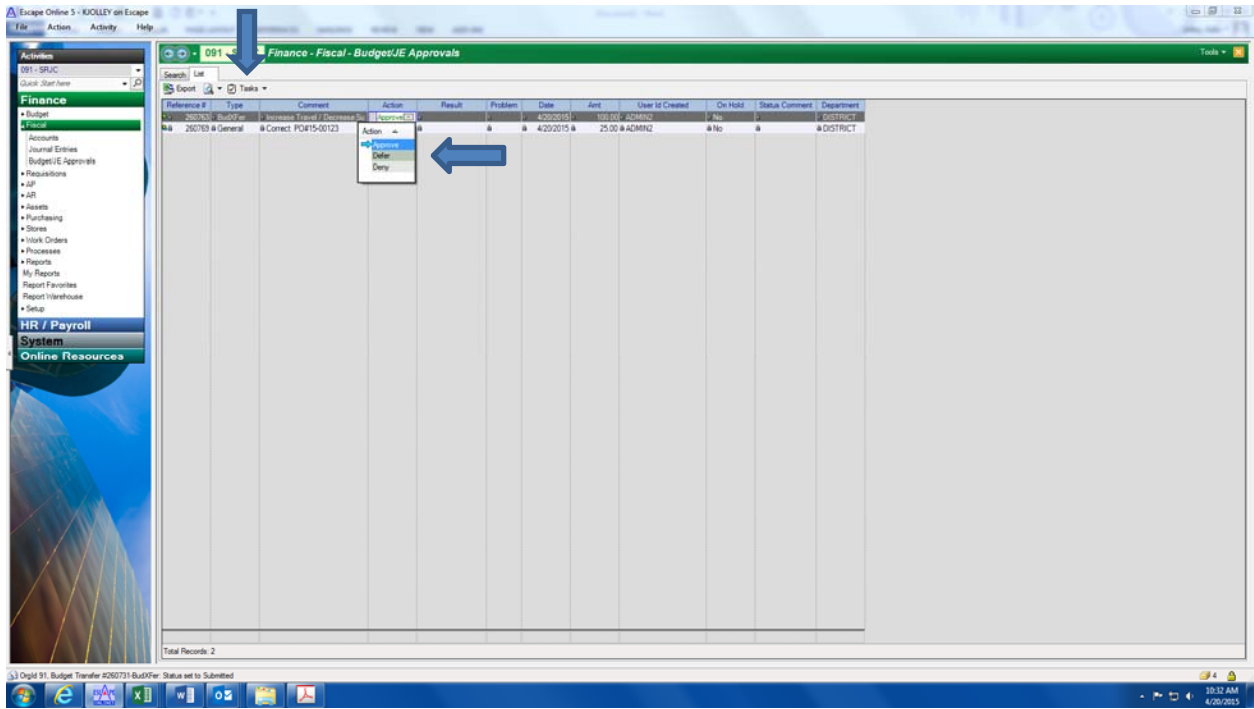 Escape Online 5 - KJOLLEY on Escape
File Action Activity Help
Activities
091 - SRJC
Quick Start here
Finance
Budget
Fiscal
Accounts
Journal Entries
Budget/JE Approvals
Requisitions
AP
AR
Assets
Purchasing
Stores
Work Orders
Processes
Reports
My Reports
Report Favorites
Report Warehouse
Setup
HR / Payroll
System
Online Resources
091 - Finance - Fiscal - Budget/JE Approvals
Tools
Search List
Export Tasks
Reference # Type Comment Action Result Problem Date Amt User Id Created On Hold Status Comment Department
260763 BudXFer Increase Travel / Decrease Su Approve 4/20/2015 100.00 ADMIN2 No DISTRICT
260769 General Correct PO#15-00123 4/20/2015 25.00 ADMIN2 No DISTRICT
Action
Approve
Defer
Deny
Total Records: 2
OrgId 91, Budget Transfer #260731-BudXFer: Status set to Submitted
4
10:32 AM
4/20/2015